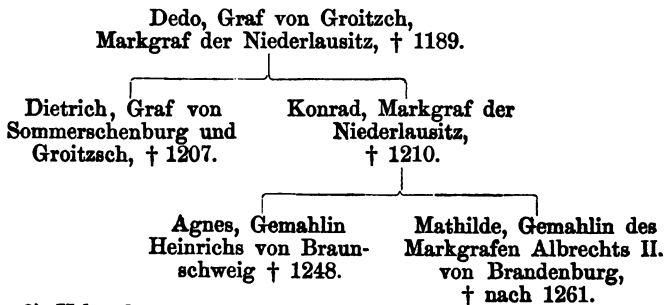 Dedo, Graf von Groitzch,
Markgraf der Niederlausitz, † 1189.
Dietrich, Graf von
Sommerschenburg und
Groitzsch, † 1207.
Konrad, Markgraf der
Niederlausitz,
† 1210.
Agnes, Gemahlin
Heinrichs von Braun-
schweig † 1248.
Mathilde, Gemahlin des
Markgrafen Albrechts II.
von Brandenburg,
† nach 1261.